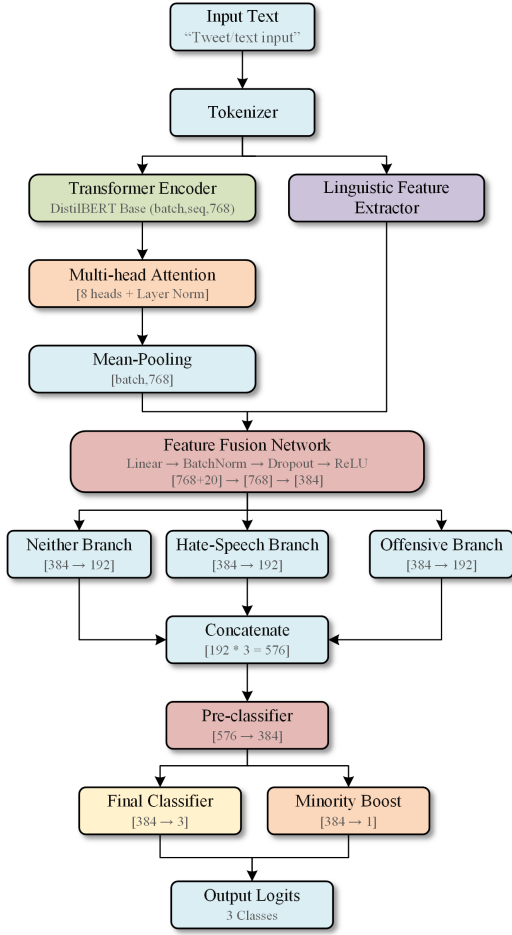 Input Text
“Tweet/text input”
Tokenizer
Transformer Encoder
DistilBERT Base (batch,seq,768)
Linguistic Feature
Extractor
Multi-head Attention
[8 heads + Layer Norm]
Mean-Pooling
[batch,768]
Feature Fusion Network
Linear → BatchNorm → Dropout → ReLU
[768+20] → [768] → [384]
Neither Branch
[384 → 192]
Hate-Speech Branch
[384 → 192]
Offensive Branch
[384 → 192]
Concatenate
[192 * 3 = 576]
Pre-classifier
[576 → 384]
Final Classifier
[384 → 3]
Minority Boost
[384 → 1]
Output Logits
3 Classes